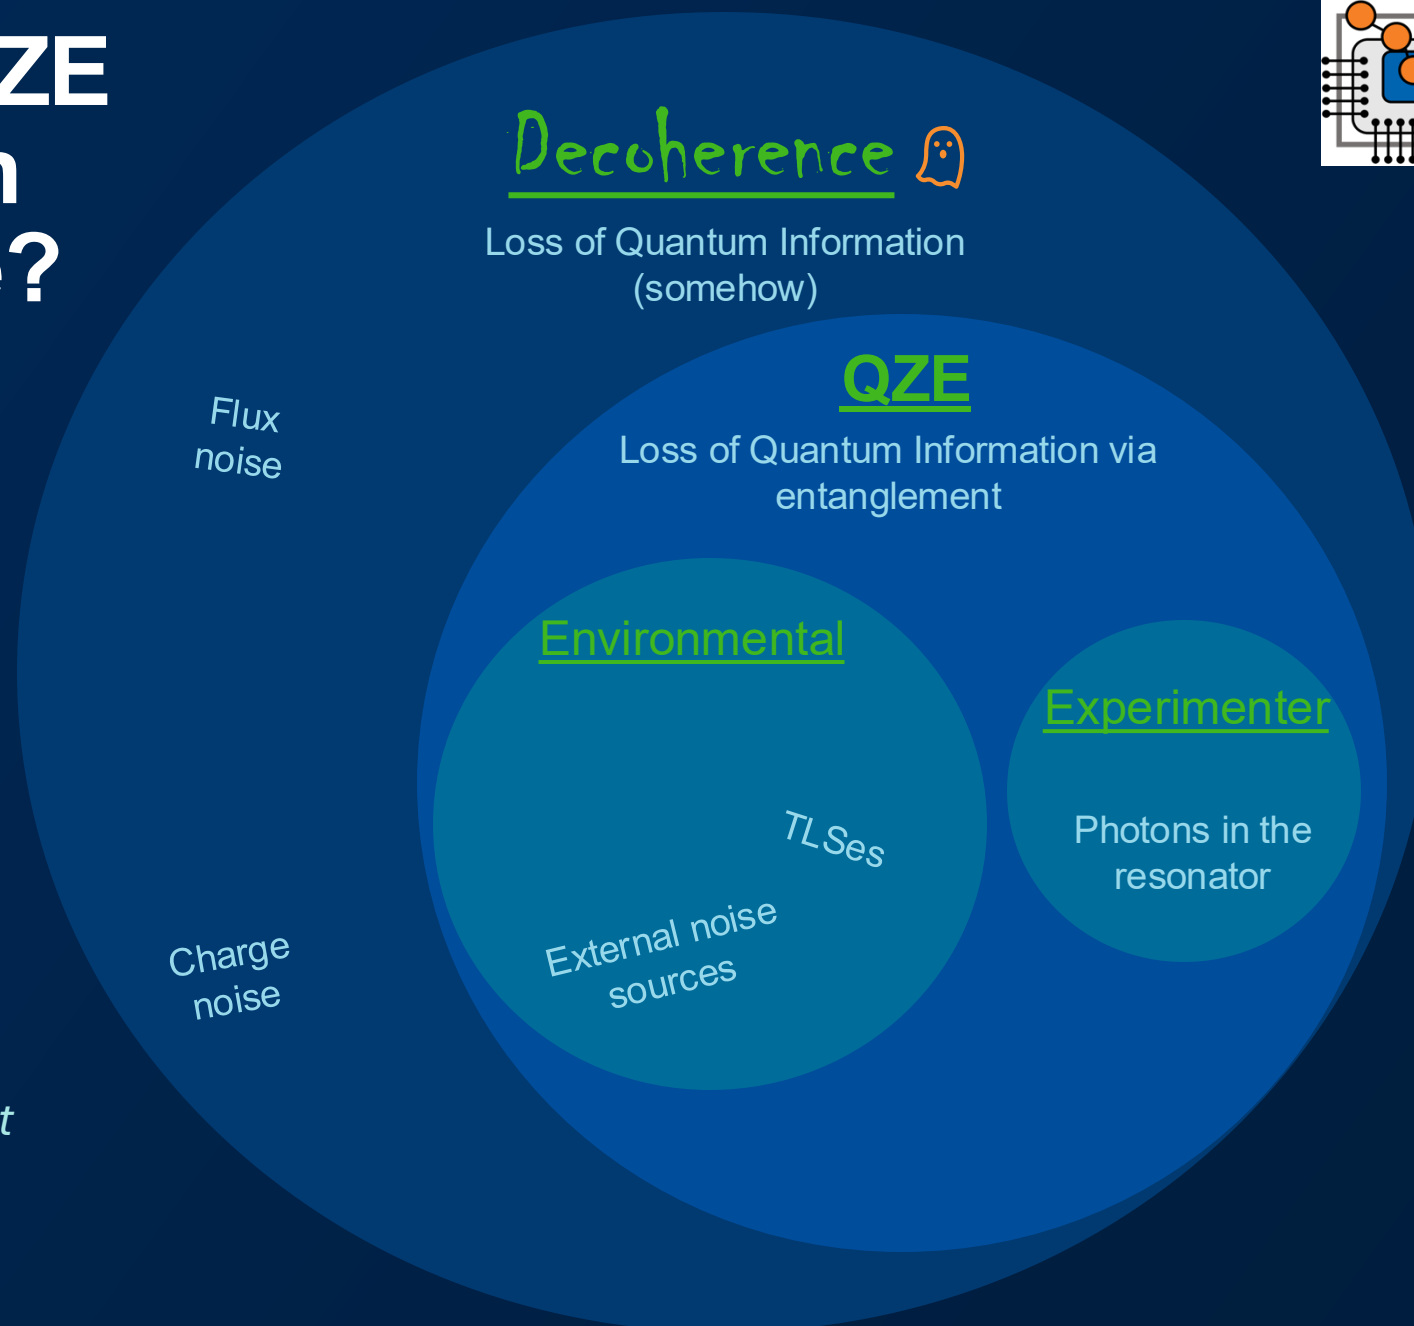 ZE
n
e?
Decoherence
Loss of Quantum Information
(somehow)
QZE
Loss of Quantum Information via
entanglement
Flux
noise
Environmental
Experimenter
TLSes
Photons in the
resonator
External noise
sources
Charge
noise
t